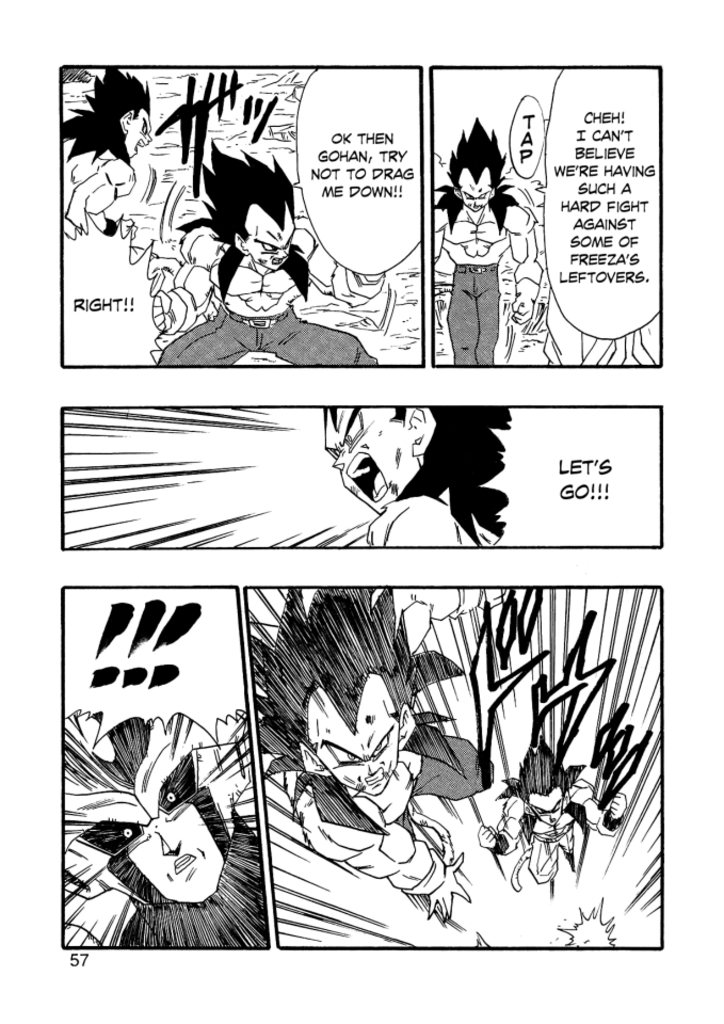 CHEH!
I CAN'T
BELIEVE
WE'RE HAVING
SUCH A
HARD FIGHT
AGAINST
SOME OF
FREEZA'S
LEFTOVERS.
TAP
OK THEN
GOHAN, TRY
NOT TO DRAG
ME DOWN!!
RIGHT!!
LET'S
GO!!!
!!!
!!
57